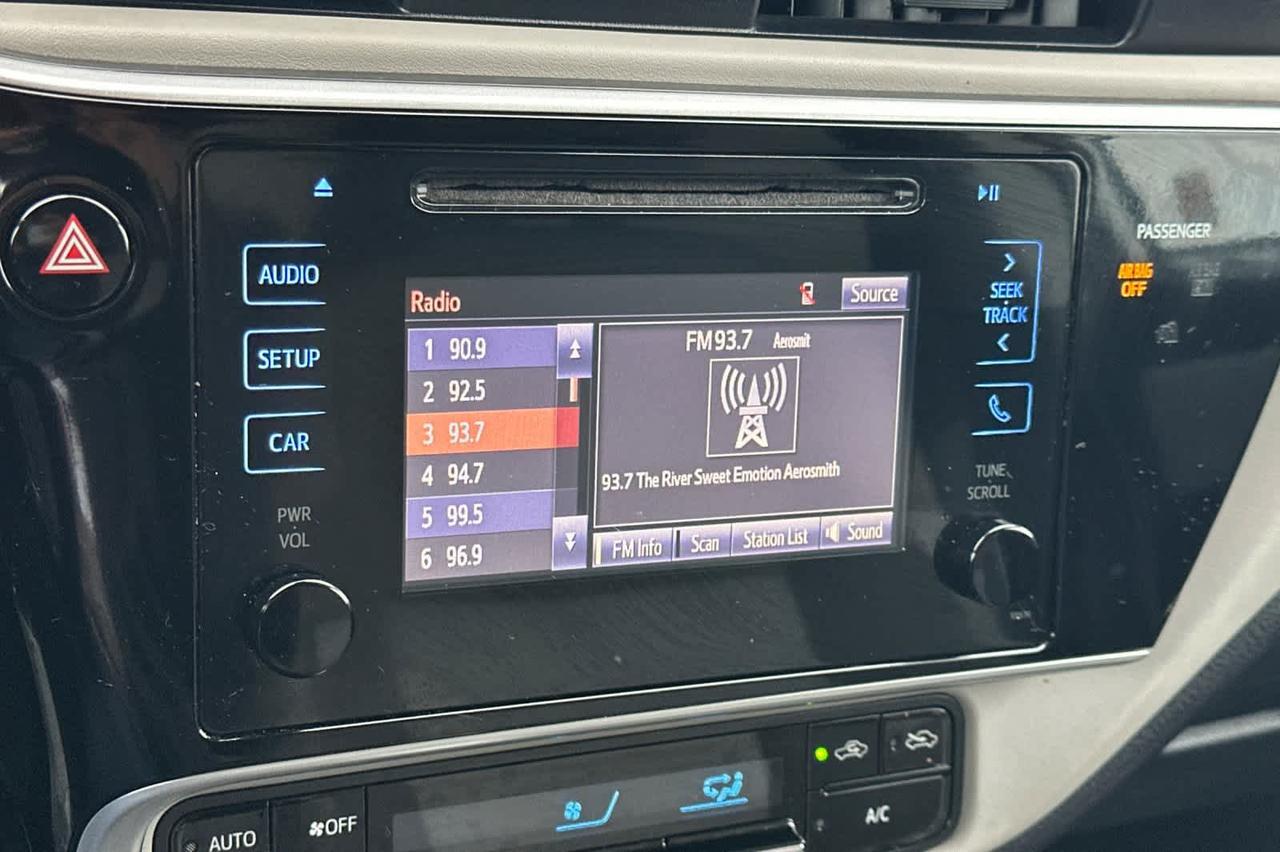 PASSENGER
AIR BAG
OFF
AUDIO
SETUP
CAR
PWR
VOL
Radio
Source
1 90.9
2 92.5
3 93.7
4 94.7
5 99.5
6 96.9
FM 93.7 Aerosmit
93.7 The River Sweet Emotion Aerosmith
FM Info
Scan
Station List
Sound
SEEK
TRACK
TUNE
SCROLL
AUTO
OFF
A/C